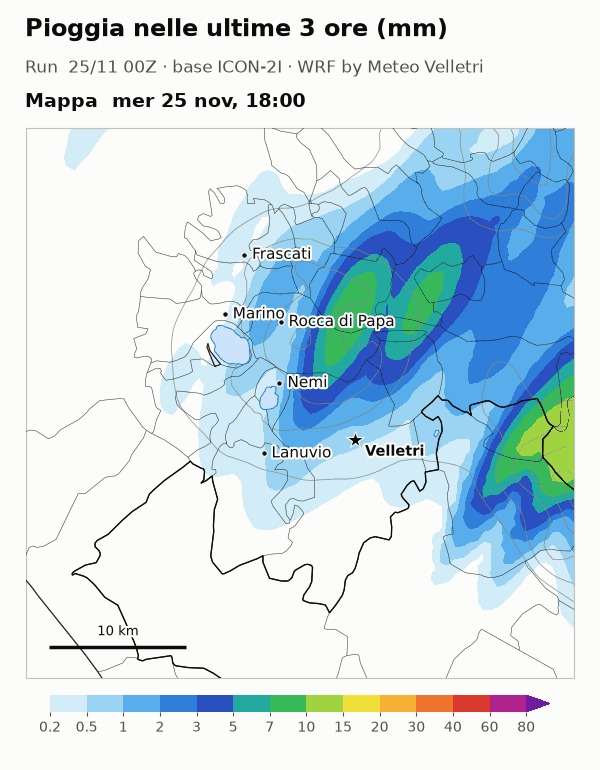 Pioggia nelle ultime 3 ore (mm)
Run  25/11 00Z · base ICON-2I · WRF by Meteo Velletri
Mappa  mer 25 nov, 18:00
Frascati
Marino
Rocca di Papa
Nemi
Velletri
Lanuvio
10 km
0.2 0.5 1 2 3 5 7 10 15 20 30 40 60 80